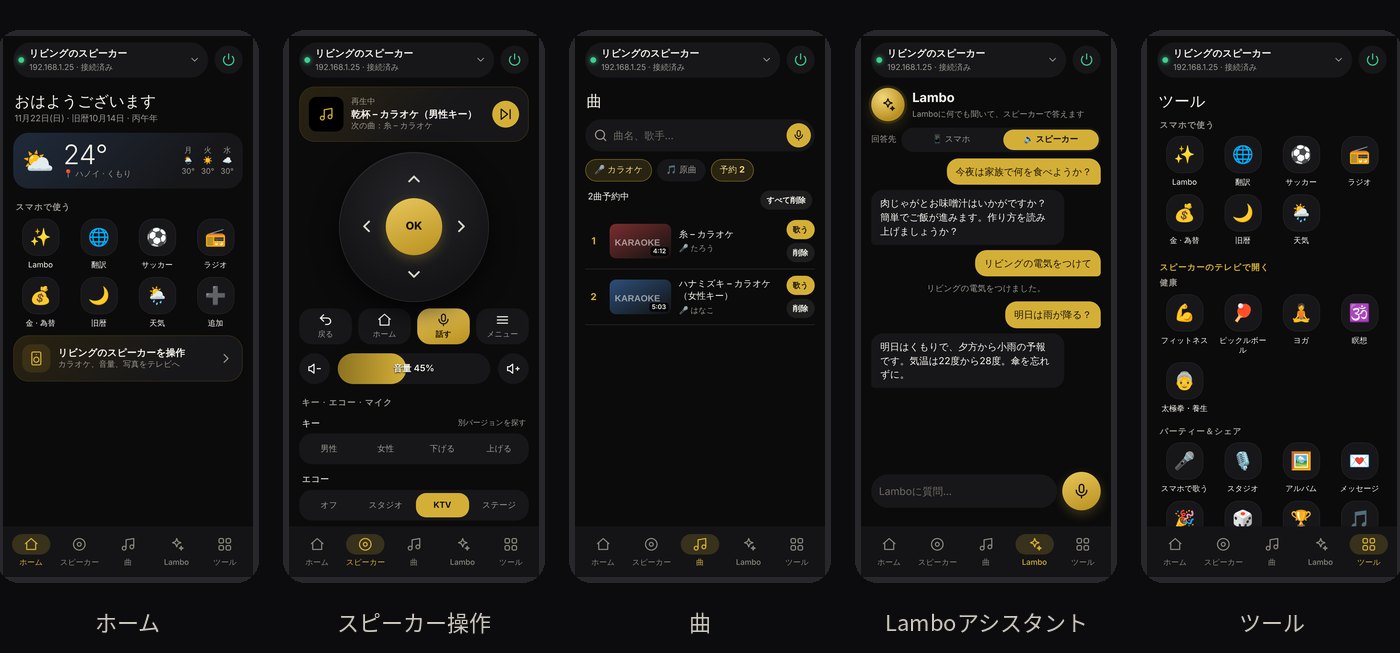 リビングのスピーカー
192.168.1.25 · 接続済み
おはようございます
11月22日(日) · 旧暦10月14日 · 丙午年
24°
📍 ハノイ · くもり
月 火 水
30° 30° 30°
スマホで使う
Lambo 翻訳 サッカー ラジオ
金 · 為替 旧暦 天気 追加
リビングのスピーカーを操作
カラオケ、音量、写真をテレビへ
ホーム スピーカー 曲 Lambo ツール
ホーム
リビングのスピーカー
192.168.1.25 · 接続済み
再生中
乾杯 – カラオケ（男性キー）
次の曲：糸 – カラオケ
OK
戻る ホーム 話す メニュー
音量 45%
キー · エコー · マイク
キー 別バージョンを探す
男性 女性 下げる 上げる
エコー
オフ スタジオ KTV ステージ
ホーム スピーカー 曲 Lambo ツール
スピーカー操作
リビングのスピーカー
192.168.1.25 · 接続済み
曲
曲名、歌手...
🎤 カラオケ 🎵 原曲 予約 2
2曲予約中 すべて削除
1 KARAOKE 4:12 糸 – カラオケ 歌う
🎤 たろう 削除
2 KARAOKE 5:03 ハナミズキ – カラオケ 歌う
（女性キー）
🎤 はなこ 削除
ホーム スピーカー 曲 Lambo ツール
曲
リビングのスピーカー
192.168.1.25 · 接続済み
Lambo
Lamboに何でも聞いて、スピーカーで答えます
回答先 📱 スマホ 🔊 スピーカー
今夜は家族で何を食べようか？
肉じゃがとお味噌汁はいかがですか？
簡単でご飯が進みます。作り方を読み
上げましょうか？
リビングの電気をつけて
リビングの電気をつけました。
明日は雨が降る？
明日はくもりで、夕方から小雨の予報
です。気温は22度から28度。傘を忘れ
ずに。
Lamboに質問...
ホーム スピーカー 曲 Lambo ツール
Lamboアシスタント
リビングのスピーカー
192.168.1.25 · 接続済み
ツール
スマホで使う
Lambo 翻訳 サッカー ラジオ
金 · 為替 旧暦 天気
スピーカーのテレビで開く
健康
フィットネス ピックルボー ヨガ 瞑想
ル
太極拳 · 養生
パーティー＆シェア
スマホで歌う スタジオ アルバム メッセージ
ホーム スピーカー 曲 Lambo ツール
ツール